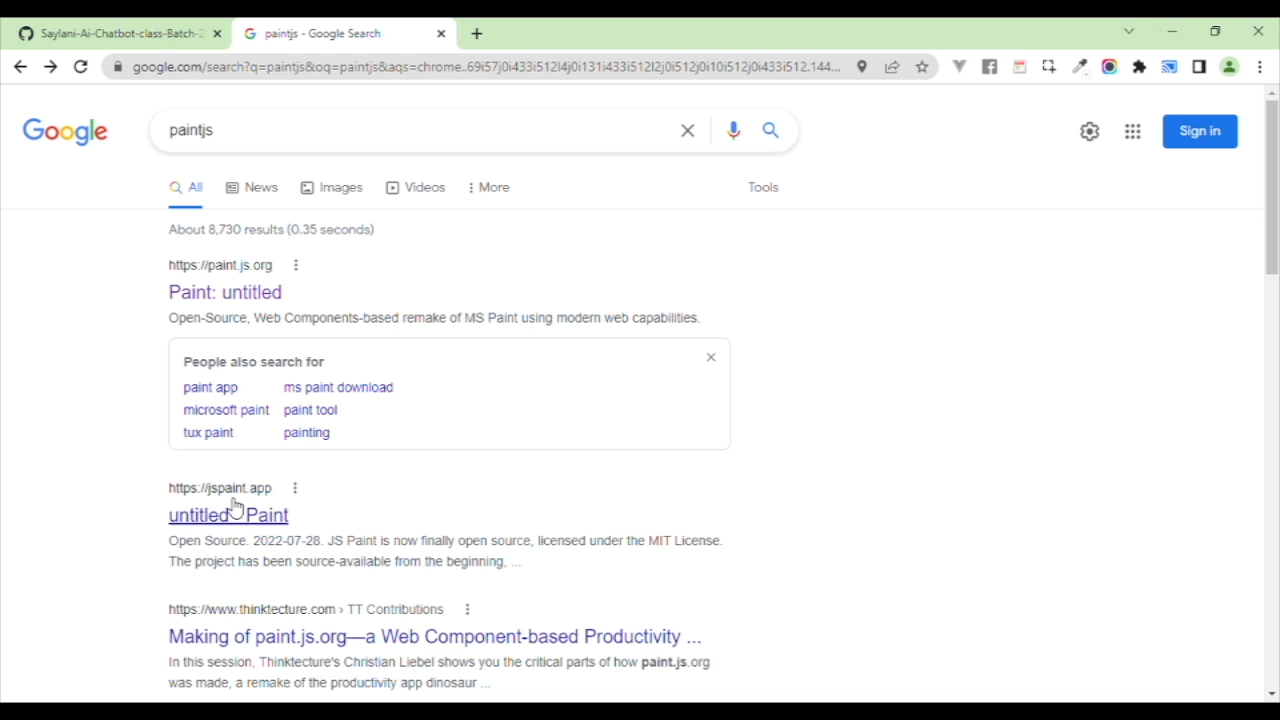 Saylani-Ai-Chatbot-class-Batch-2
paintjs - Google Search
google.com/search?q=paintjs&oq=paintjs&aqs=chrome..69i57j0i433i512l4j0i131i433i512l2j0i512j0i10i512j0i433i512.144...
Google
paintjs
Sign in
All
News
Images
Videos
More
Tools
About 8,730 results (0.35 seconds)
https://paint.js.org
Paint: untitled
Open-Source, Web Components-based remake of MS Paint using modern web capabilities.
People also search for
paint app
ms paint download
microsoft paint
paint tool
tux paint
painting
https://jspaint.app
untitled - Paint
Open Source. 2022-07-28. JS Paint is now finally open source, licensed under the MIT License.
The project has been source-available from the beginning, ...
https://www.thinktecture.com › TT Contributions
Making of paint.js.org—a Web Component-based Productivity ...
In this session, Thinktecture's Christian Liebel shows you the critical parts of how paint.js.org
was made, a remake of the productivity app dinosaur ...